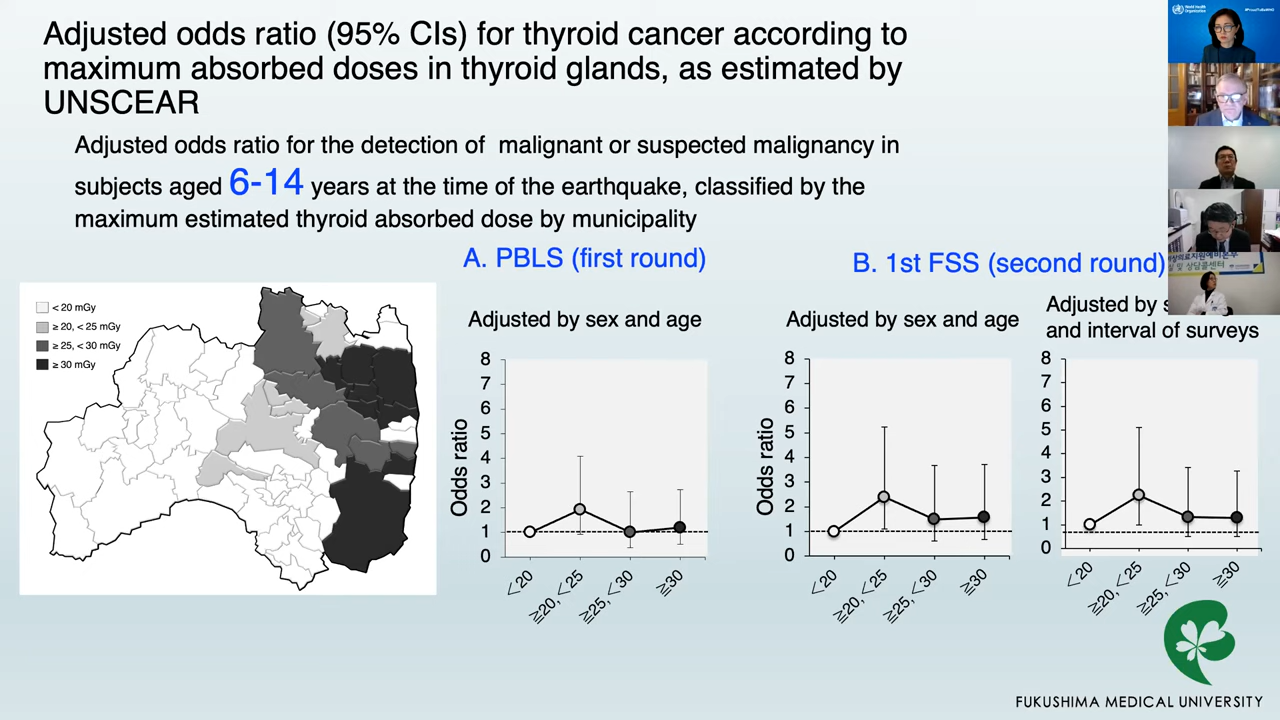 Adjusted odds ratio (95% CIs) for thyroid cancer according to
maximum absorbed doses in thyroid glands, as estimated by
UNSCEAR
Adjusted odds ratio for the detection of malignant or suspected malignancy in
subjects aged 6-14 years at the time of the earthquake, classified by the
maximum estimated thyroid absorbed dose by municipality
World Health
Organization
A. PBLS (first round)
B. 1st FSS (second round)
< 20 mGy
≥ 20, < 25 mGy
≥ 25, < 30 mGy
≥ 30 mGy
Adjusted by sex and age
8
7
6
5
4
3
2
1
0
Odds ratio
<20
≧20, <25
≧25, <30
≧30
Adjusted by sex and age
8
7
6
5
4
3
2
1
0
Odds ratio
<20
≧20, <25
≧25, <30
≧30
Adjusted by s
and interval of surveys
8
7
6
5
4
3
2
1
0
<20
≧20, <25
≧25, <30
≧30
FUKUSHIMA MEDICAL UNIVERSITY